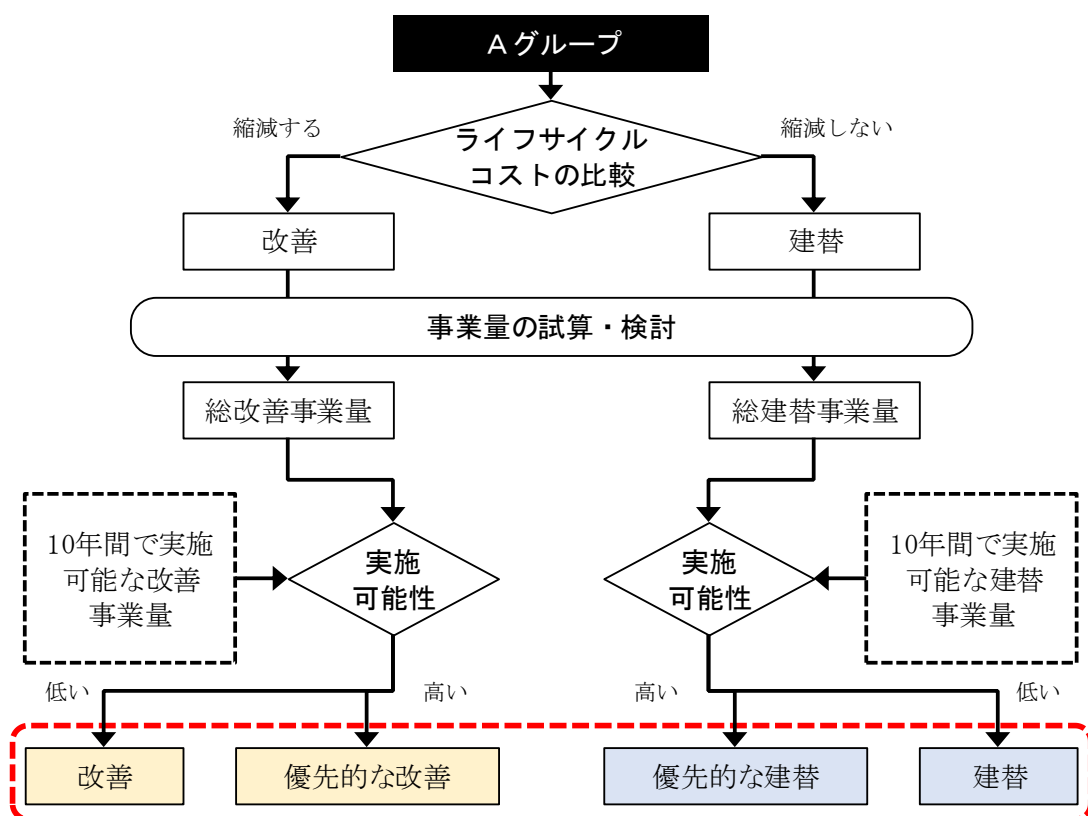 Aグループ
縮減する
ライフサイクル
コストの比較
縮減しない
改善
建替
事業量の試算・検討
総改善事業量
総建替事業量
10年間で実施
可能な改善
事業量
実施
可能性
実施
可能性
10年間で実施
可能な建替
事業量
低い
高い
高い
低い
改善
優先的な改善
優先的な建替
建替